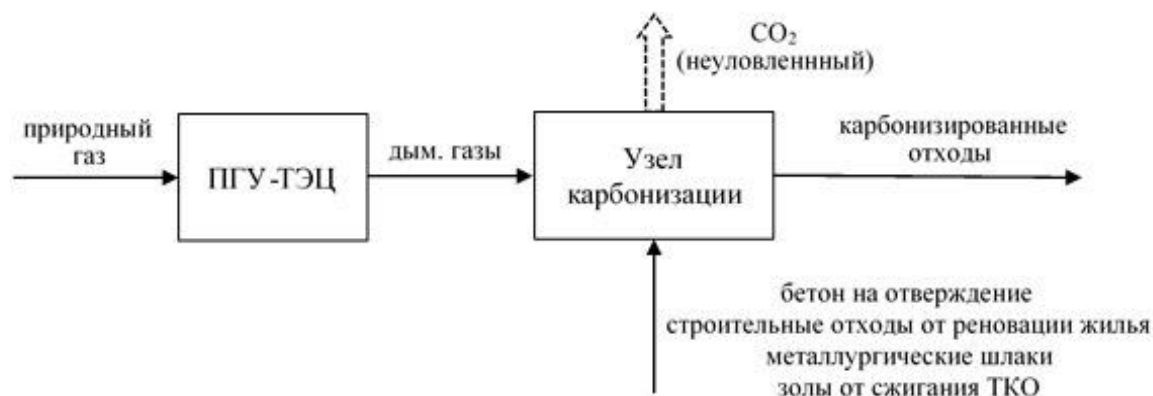 CO₂
(неуловленнный)
природный
газ
ПГУ-ТЭЦ
дым. газы
Узел
карбонизации
карбонизированные
отходы
бетон на отверждение
строительные отходы от реновации жилья
металлургические шлаки
золы от сжигания ТКО